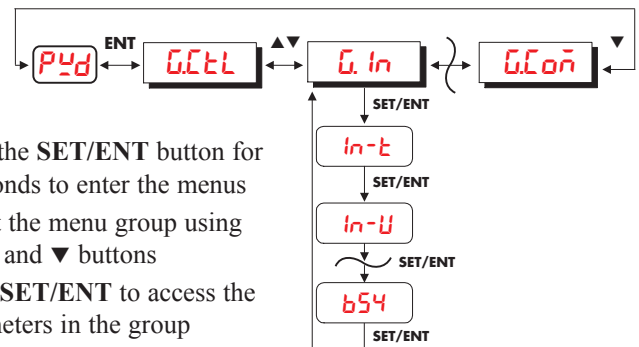 ENT
▲▼
▼
PYd
G.CtL
G. In
G.Com
SET/ENT
In-t
SET/ENT
In-U
SET/ENT
bS4
SET/ENT
the SET/ENT button for
onds to enter the menus
t the menu group using
and ▼ buttons
SET/ENT to access the
neters in the group